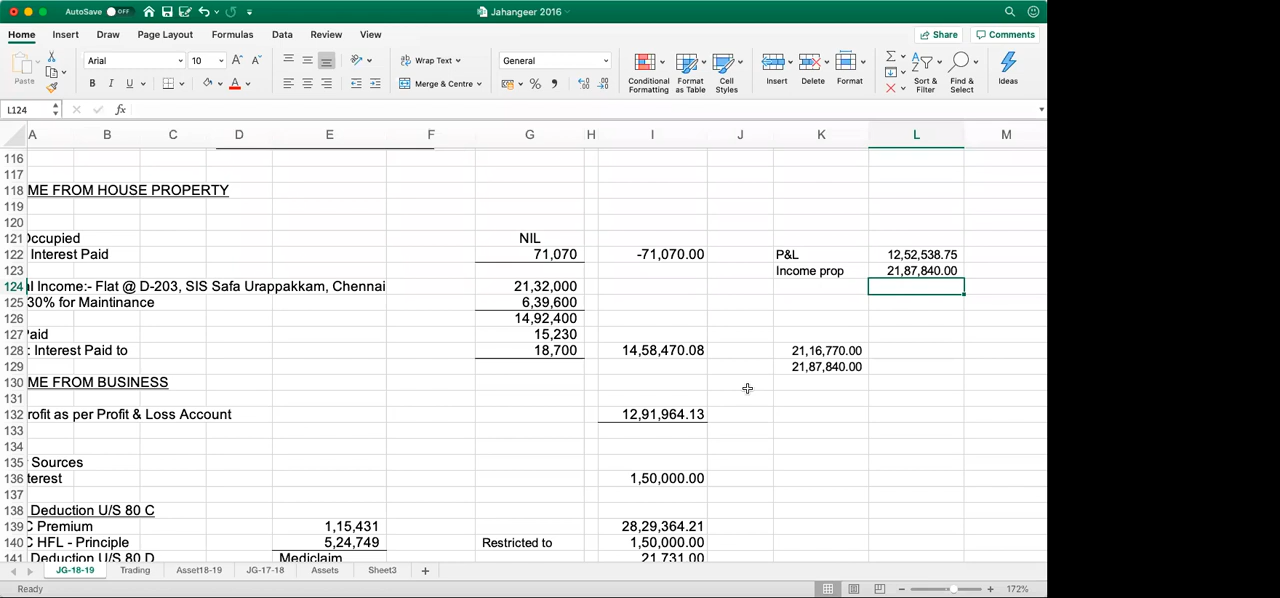 AutoSave OFF Jahangeer 2016
Home Insert Draw Page Layout Formulas Data Review View Share Comments
Paste Arial 10 B I U Wrap Text Merge & Centre General Conditional Formatting Format as Table Cell Styles Insert Delete Format Sort & Filter Find & Select Ideas
L124 fx
A B C D E F G H I J K L M
116
117
118 ME FROM HOUSE PROPERTY
119
120
121 Occupied NIL
122 Interest Paid 71,070 -71,070.00 P&L 12,52,538.75
123 Income prop 21,87,840.00
124 l Income:- Flat @ D-203, SIS Safa Urappakkam, Chennai 21,32,000
125 30% for Maintinance 6,39,600
126 14,92,400
127 Paid 15,230
128 : Interest Paid to 18,700 14,58,470.08 21,16,770.00
129 21,87,840.00
130 ME FROM BUSINESS
131
132 rofit as per Profit & Loss Account 12,91,964.13
133
134
135 Sources
136 terest 1,50,000.00
137
138 Deduction U/S 80 C
139 C Premium 1,15,431 28,29,364.21
140 C HFL - Principle 5,24,749 Restricted to 1,50,000.00
141 Deduction U/S 80 D Mediclaim 21,731.00
JG-18-19 Trading Asset18-19 JG-17-18 Assets Sheet3 +
Ready 172%